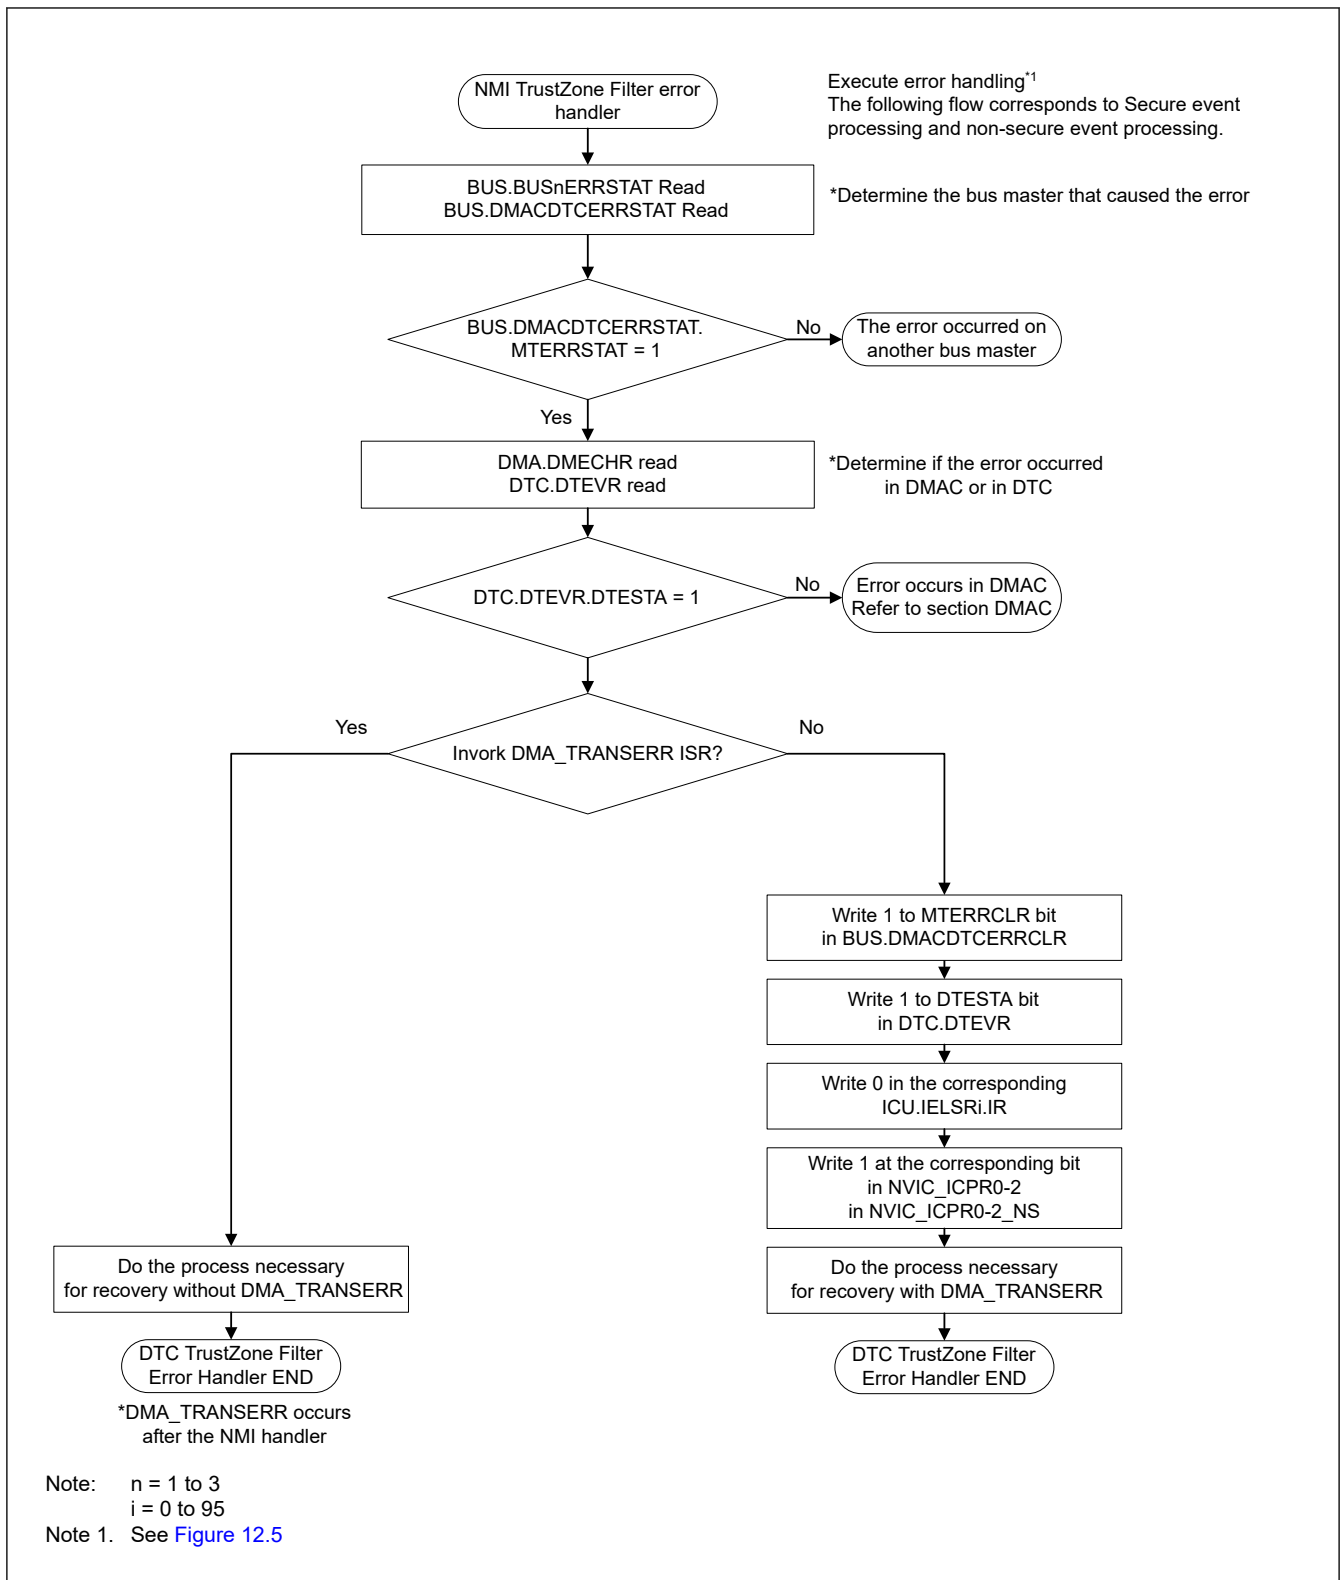 NMI TrustZone Filter error
handler
Execute error handling*1
The following flow corresponds to Secure event
processing and non-secure event processing.
BUS.BUSnERRSTAT Read
BUS.DMACDTCERRSTAT Read
*Determine the bus master that caused the error
BUS.DMACDTCERRSTAT.
MTERRSTAT = 1
No
The error occurred on
another bus master
Yes
DMA.DMECHR read
DTC.DTEVR read
*Determine if the error occurred
in DMAC or in DTC
DTC.DTEVR.DTESTA = 1
No
Error occurs in DMAC
Refer to section DMAC
Yes
No
Invork DMA_TRANSERR ISR?
Write 1 to MTERRCLR bit
in BUS.DMACDTCERRCLR
Write 1 to DTESTA bit
in DTC.DTEVR
Write 0 in the corresponding
ICU.IELSRi.IR
Write 1 at the corresponding bit
in NVIC_ICPR0-2
in NVIC_ICPR0-2_NS
Do the process necessary
for recovery without DMA_TRANSERR
Do the process necessary
for recovery with DMA_TRANSERR
DTC TrustZone Filter
Error Handler END
DTC TrustZone Filter
Error Handler END
*DMA_TRANSERR occurs
after the NMI handler
Note: n = 1 to 3
i = 0 to 95
Note 1. See Figure 12.5